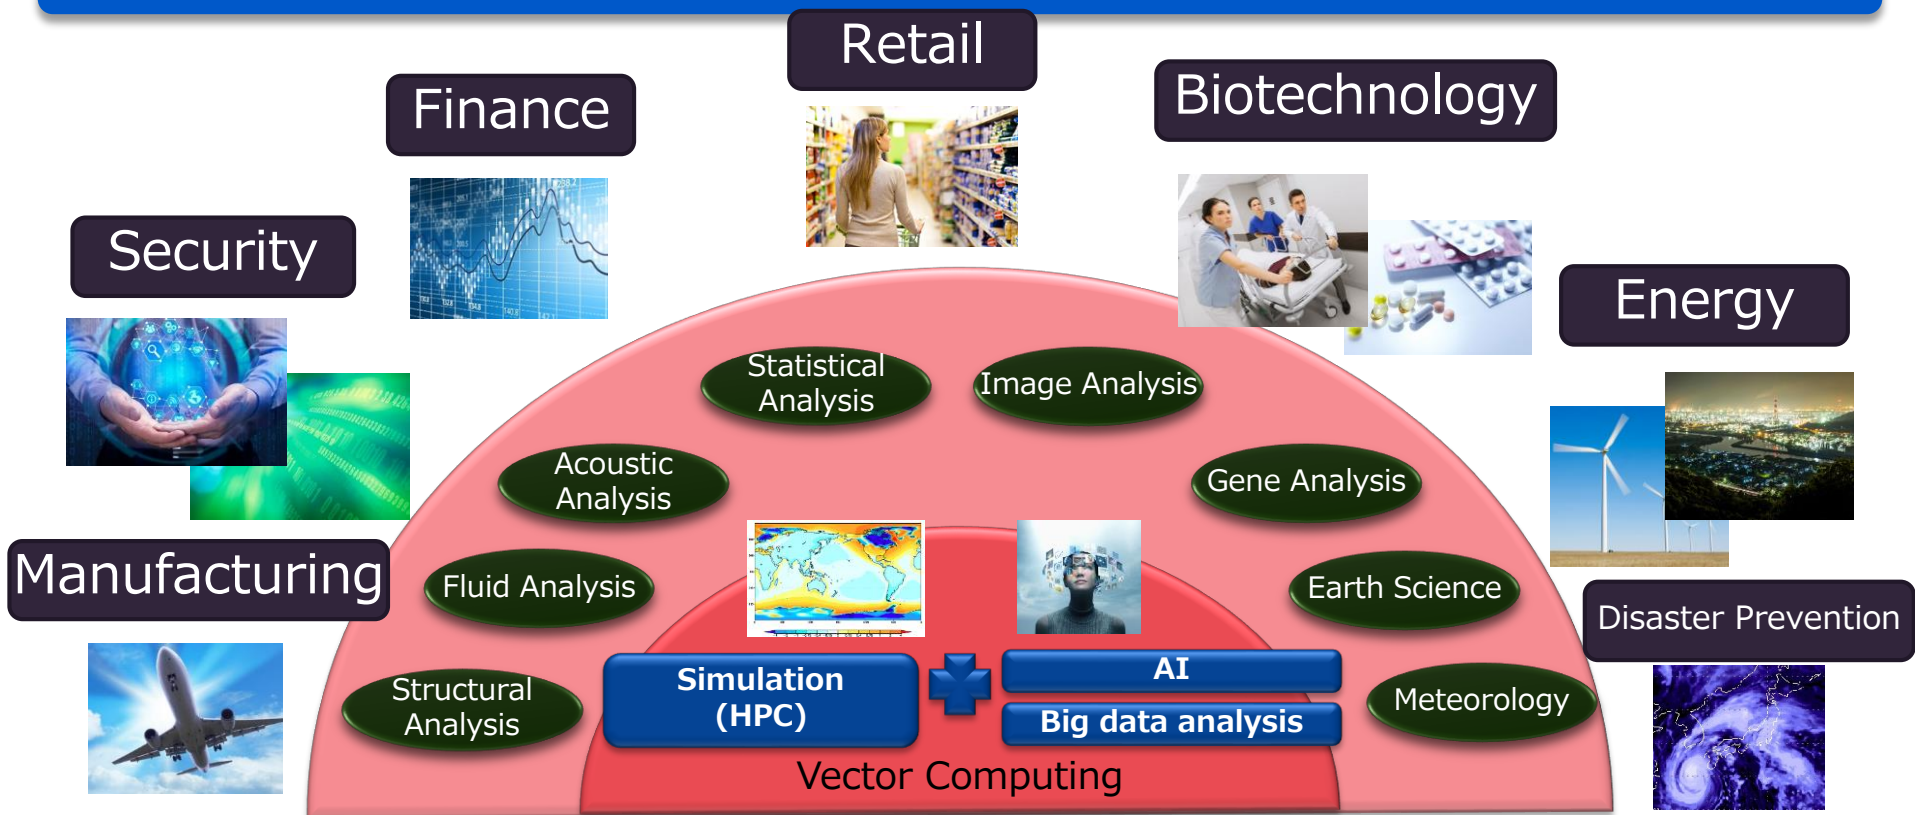 Retail
Finance
Biotechnology
Security
Energy
Manufacturing
Disaster Prevention
Statistical
Analysis
Image Analysis
Acoustic
Analysis
Gene Analysis
Fluid Analysis
Earth Science
Structural
Analysis
Meteorology
Simulation
(HPC)
AI
Big data analysis
Vector Computing